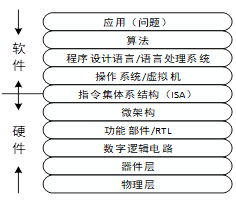 应用（问题）
算法
程序设计语言/语言处理系统
操作系统/虚拟机
指令集体系结构（ISA）
微架构
功能部件/RTL
数字逻辑电路
器件层
物理层
软件
硬件